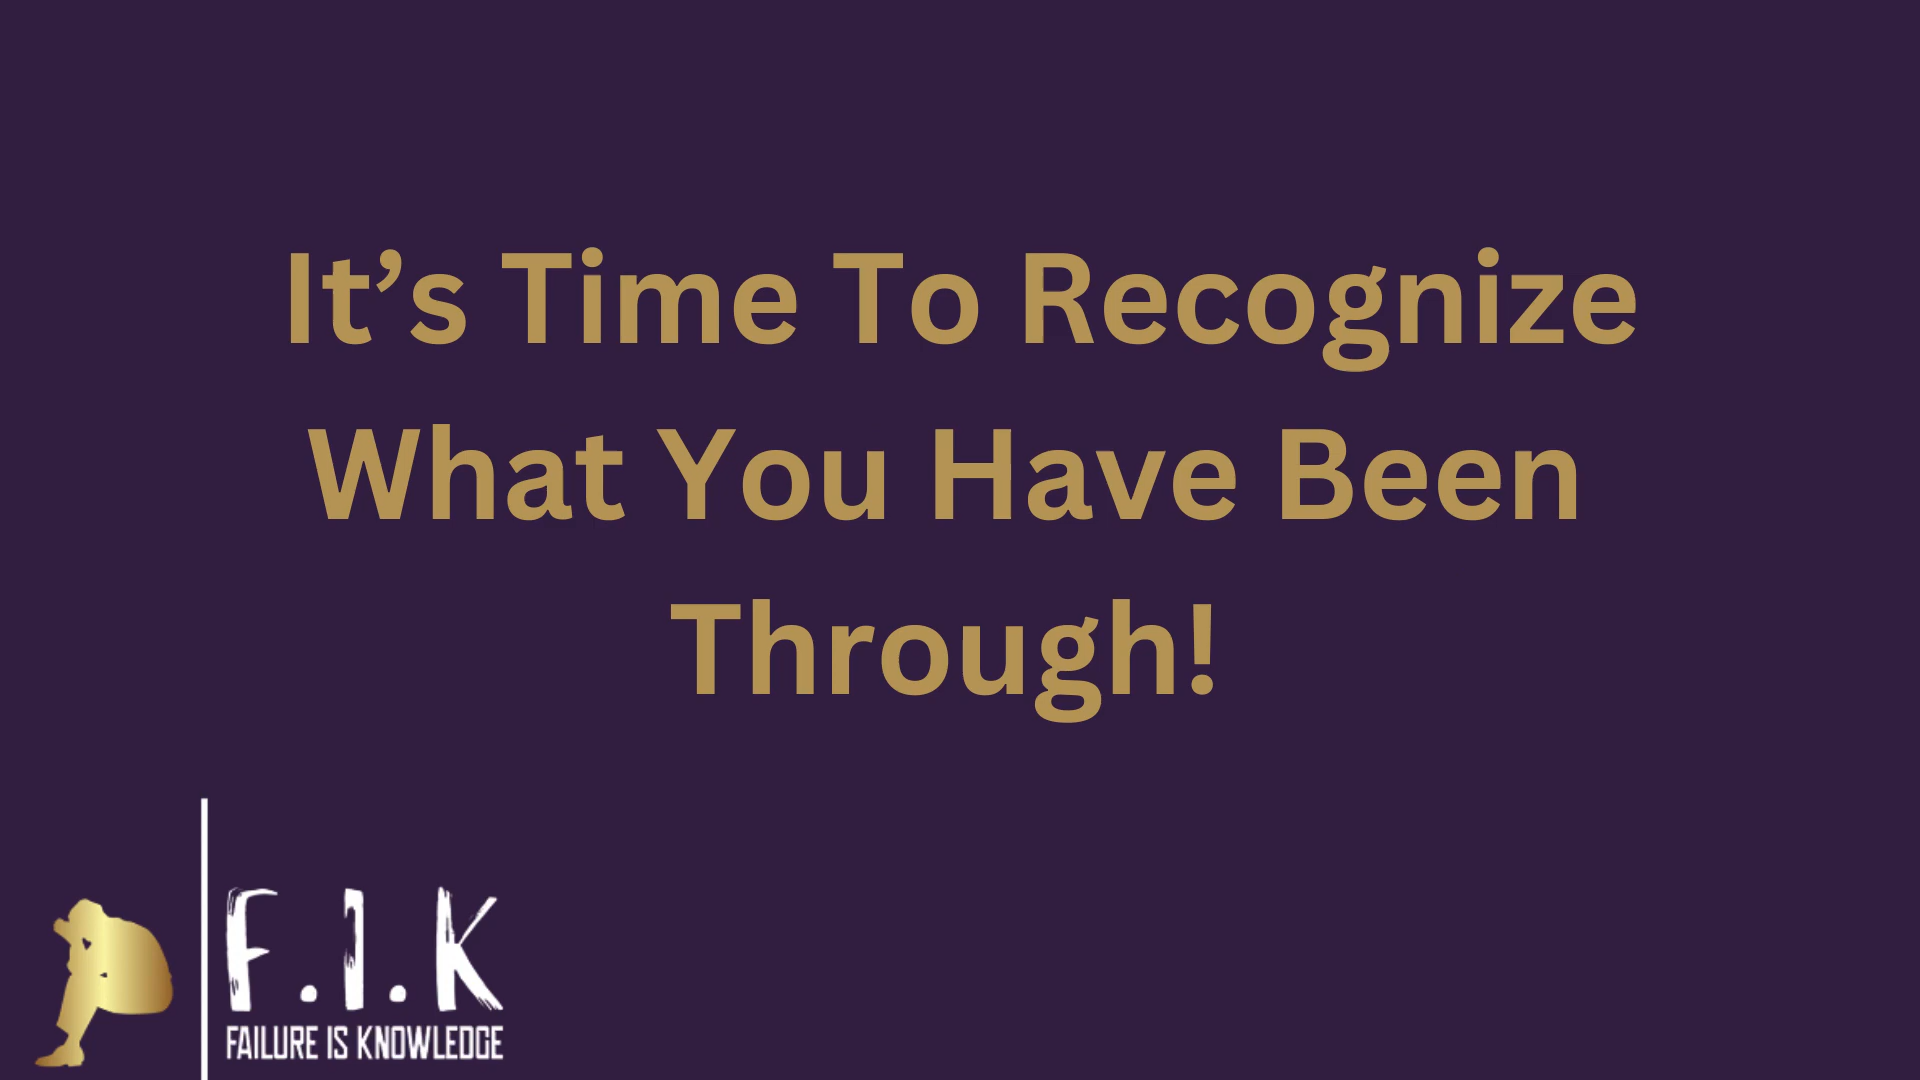 It’s Time To Recognize
What You Have Been
Through!
F.I.K
FAILURE IS KNOWLEDGE